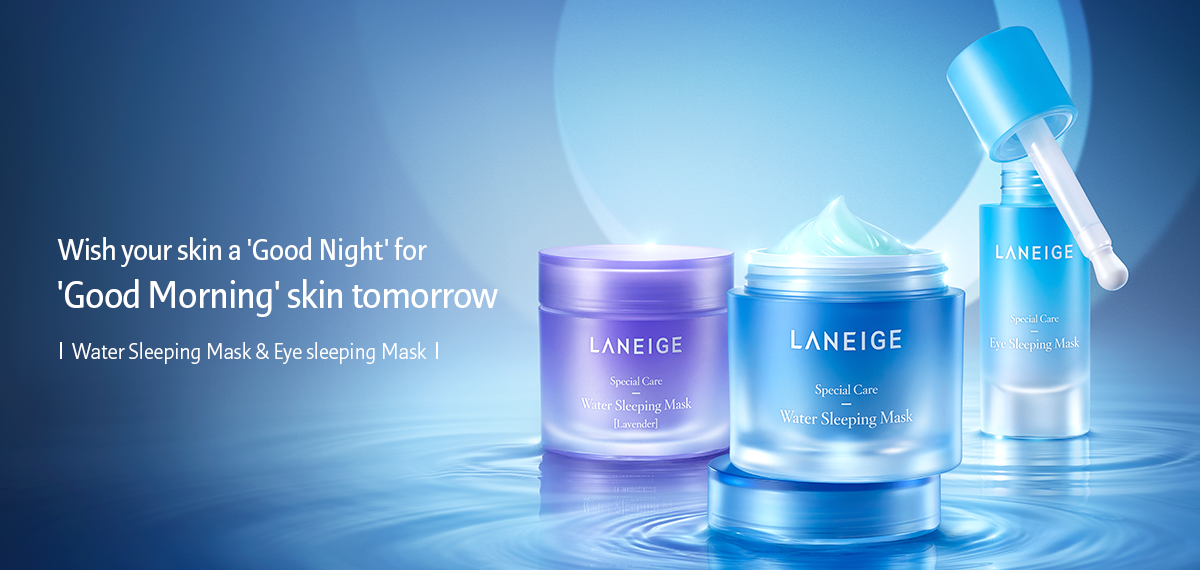 Wish your skin a 'Good Night' for
'Good Morning' skin tomorrow
| Water Sleeping Mask & Eye sleeping Mask |
LANEIGE
Special Care
Water Sleeping Mask
[Lavender]
LANEIGE
Special Care
Water Sleeping Mask
LANEIGE
Special Care
Eye Sleeping Mask